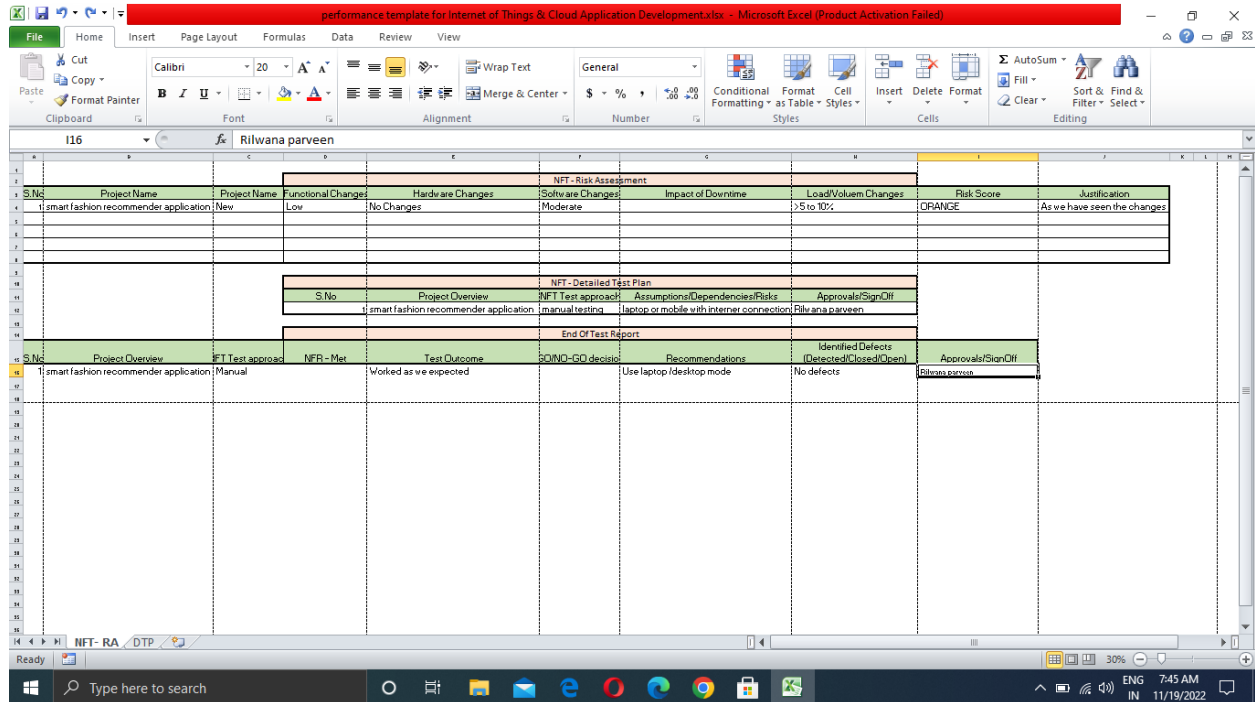 performance template for Internet of Things & Cloud Application Development.xlsx - Microsoft Excel (Product Activation Failed)
File Home Insert Page Layout Formulas Data Review View
Paste Cut Copy Format Painter
Calibri 20 A A Wrap Text General
B I U A Merge & Center $ % , .0 .00 .00 .0
Conditional Formatting Format as Table Cell Styles Insert Delete Format
Σ AutoSum Fill Clear Sort & Filter Find & Select
Clipboard Font Alignment Number Styles Cells Editing
I16 fx Rilwana parveen
A B C D E F G H I J K L M
NFT - Risk Assessment
S.No Project Name Project Name Functional Changes Hardware Changes Software Changes Impact of Downtime Load/Voluem Changes Risk Score Justification
1 smart fashion recommender application New Low No Changes Moderate >5 to 10% ORANGE As we have seen the changes
NFT - Detailed Test Plan
S.No Project Overview NFT Test approach Assumptions/Dependencies/Risks Approvals/SignOff
1 smart fashion recommender application manual testing laptop or mobile with interner connection Rilwana parveen
End Of Test Report
S.No Project Overview FT Test approac NFR - Met Test Outcome GO/NO-GO decisio Recommendations Identified Defects (Detected/Closed/Open) Approvals/SignOff
1 smart fashion recommender application Manual Worked as we expected Use laptop /desktop mode No defects Rilwana parveen
NFT- RA DTP
Ready 30%
Type here to search
ENG 7:45 AM
IN 11/19/2022